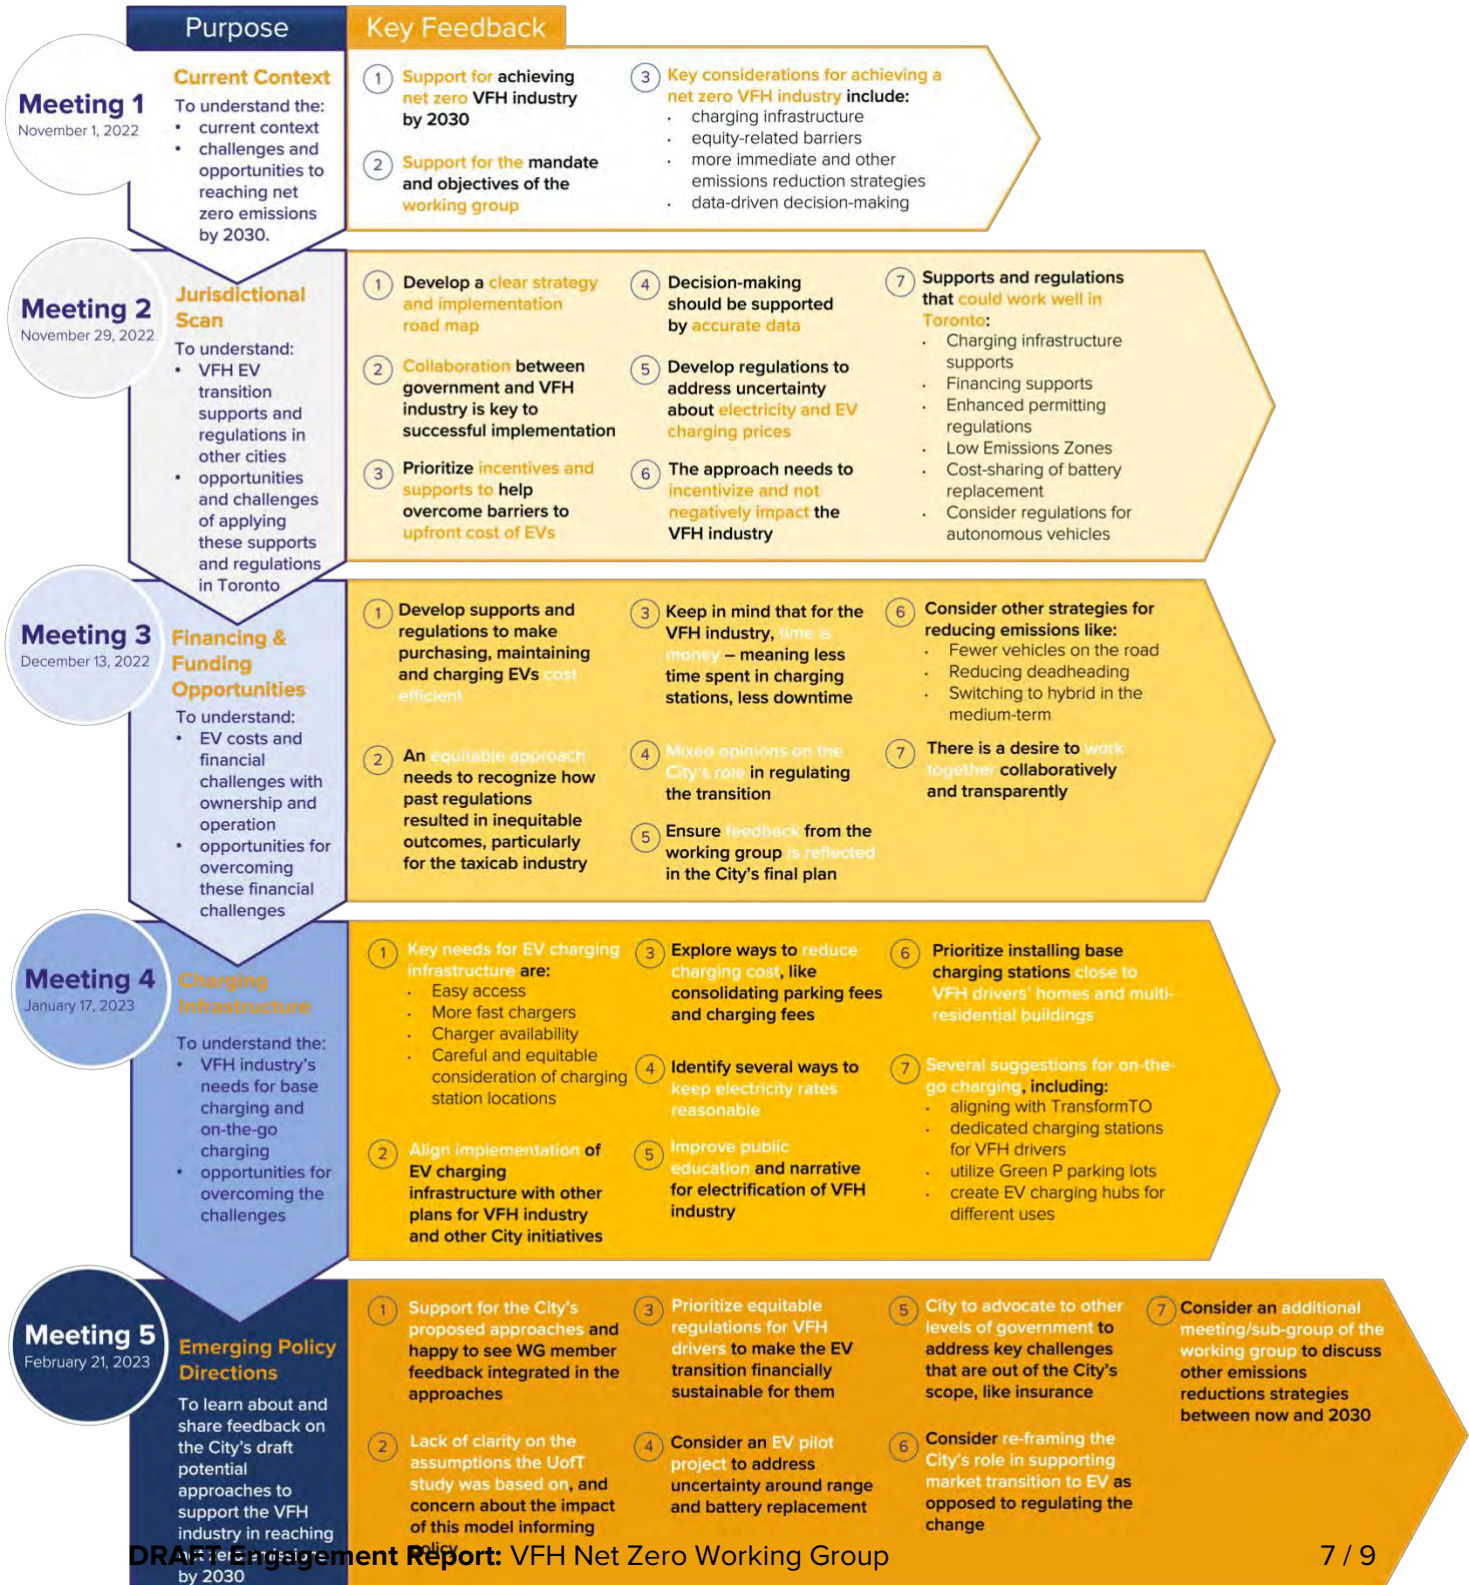 Purpose
Key Feedback
Meeting 1
November 1, 2022
Current Context
To understand the:
• current context
• challenges and
opportunities to
reaching net
zero emissions
by 2030.
1 Support for achieving
net zero VFH industry
by 2030
2 Support for the mandate
and objectives of the
working group
3 Key considerations for achieving a
net zero VFH industry include:
· charging infrastructure
· equity-related barriers
· more immediate and other
emissions reduction strategies
· data-driven decision-making
Meeting 2
November 29, 2022
Jurisdictional
Scan
To understand:
• VFH EV
transition
supports and
regulations in
other cities
• opportunities
and challenges
of applying
these supports
and regulations
in Toronto
1 Develop a clear strategy
and implementation
road map
2 Collaboration between
government and VFH
industry is key to
successful implementation
3 Prioritize incentives and
supports to help
overcome barriers to
upfront cost of EVs
4 Decision-making
should be supported
by accurate data
5 Develop regulations to
address uncertainty
about electricity and EV
charging prices
6 The approach needs to
incentivize and not
negatively impact the
VFH industry
7 Supports and regulations
that could work well in
Toronto:
· Charging infrastructure
supports
· Financing supports
· Enhanced permitting
regulations
· Low Emissions Zones
· Cost-sharing of battery
replacement
· Consider regulations for
autonomous vehicles
Meeting 3
December 13, 2022
Financing &
Funding
Opportunities
To understand:
• EV costs and
financial
challenges with
ownership and
operation
• opportunities for
overcoming
these financial
challenges
1 Develop supports and
regulations to make
purchasing, maintaining
and charging EVs cost
efficient
2 An equitable approach
needs to recognize how
past regulations
resulted in inequitable
outcomes, particularly
for the taxicab industry
3 Keep in mind that for the
VFH industry, time is
money – meaning less
time spent in charging
stations, less downtime
4 Mixed opinions on the
City's role in regulating
the transition
5 Ensure feedback from the
working group is reflected
in the City's final plan
6 Consider other strategies for
reducing emissions like:
· Fewer vehicles on the road
· Reducing deadheading
· Switching to hybrid in the
medium-term
7 There is a desire to work
together collaboratively
and transparently
Meeting 4
January 17, 2023
Charging
Infrastructure
To understand the:
• VFH industry's
needs for base
charging and
on-the-go
charging
• opportunities for
overcoming the
challenges
1 Key needs for EV charging
infrastructure are:
· Easy access
· More fast chargers
· Charger availability
· Careful and equitable
consideration of charging
station locations
2 Align implementation of
EV charging
infrastructure with other
plans for VFH industry
and other City initiatives
3 Explore ways to reduce
charging cost, like
consolidating parking fees
and charging fees
4 Identify several ways to
keep electricity rates
reasonable
5 Improve public
education and narrative
for electrification of VFH
industry
6 Prioritize installing base
charging stations close to
VFH drivers' homes and multi-
residential buildings
7 Several suggestions for on-the-
go charging, including:
· aligning with TransformTO
· dedicated charging stations
for VFH drivers
· utilize Green P parking lots
· create EV charging hubs for
different uses
Meeting 5
February 21, 2023
Emerging Policy
Directions
To learn about and
share feedback on
the City's draft
potential
approaches to
support the VFH
industry in reaching
net zero emissions
by 2030
1 Support for the City's
proposed approaches and
happy to see WG member
feedback integrated in the
approaches
2 Lack of clarity on the
assumptions the UofT
study was based on, and
concern about the impact
of this model informing
policy
3 Prioritize equitable
regulations for VFH
drivers to make the EV
transition financially
sustainable for them
4 Consider an EV pilot
project to address
uncertainty around range
and battery replacement
5 City to advocate to other
levels of government to
address key challenges
that are out of the City's
scope, like insurance
6 Consider re-framing the
City's role in supporting
market transition to EV as
opposed to regulating the
change
7 Consider an additional
meeting/sub-group of the
working group to discuss
other emissions
reductions strategies
between now and 2030
DRAFT Engagement Report: VFH Net Zero Working Group
7 / 9